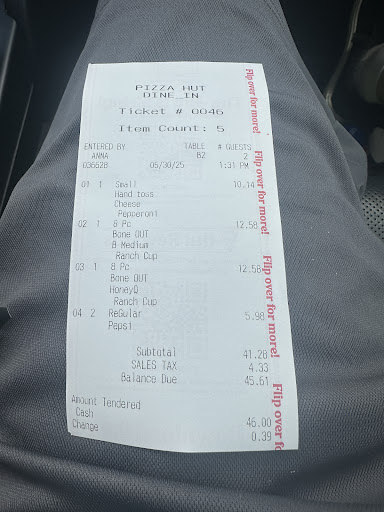 PIZZA HUT
DINE_IN
Ticket # 0046
Item Count: 5
ENTERED BY TABLE # GUESTS
ANNA B2 2
036628 05/30/25 1:31 PM
01 1 Small 10.14
Hand toss
Cheese
Pepperoni
02 1 8 Pc 12.58
Bone OUT
B Medium
Ranch Cup
03 1 8 Pc 12.58
Bone OUT
HoneyQ
Ranch Cup
04 2 ReGular 5.98
Pepsi
Subtotal 41.28
SALES TAX 4.33
Balance Due 45.61
Amount Tendered
Cash 46.00
Change 0.39
Flip over for more!
Flip over for more!
Flip over for more!
Flip over for more!
Flip over fo